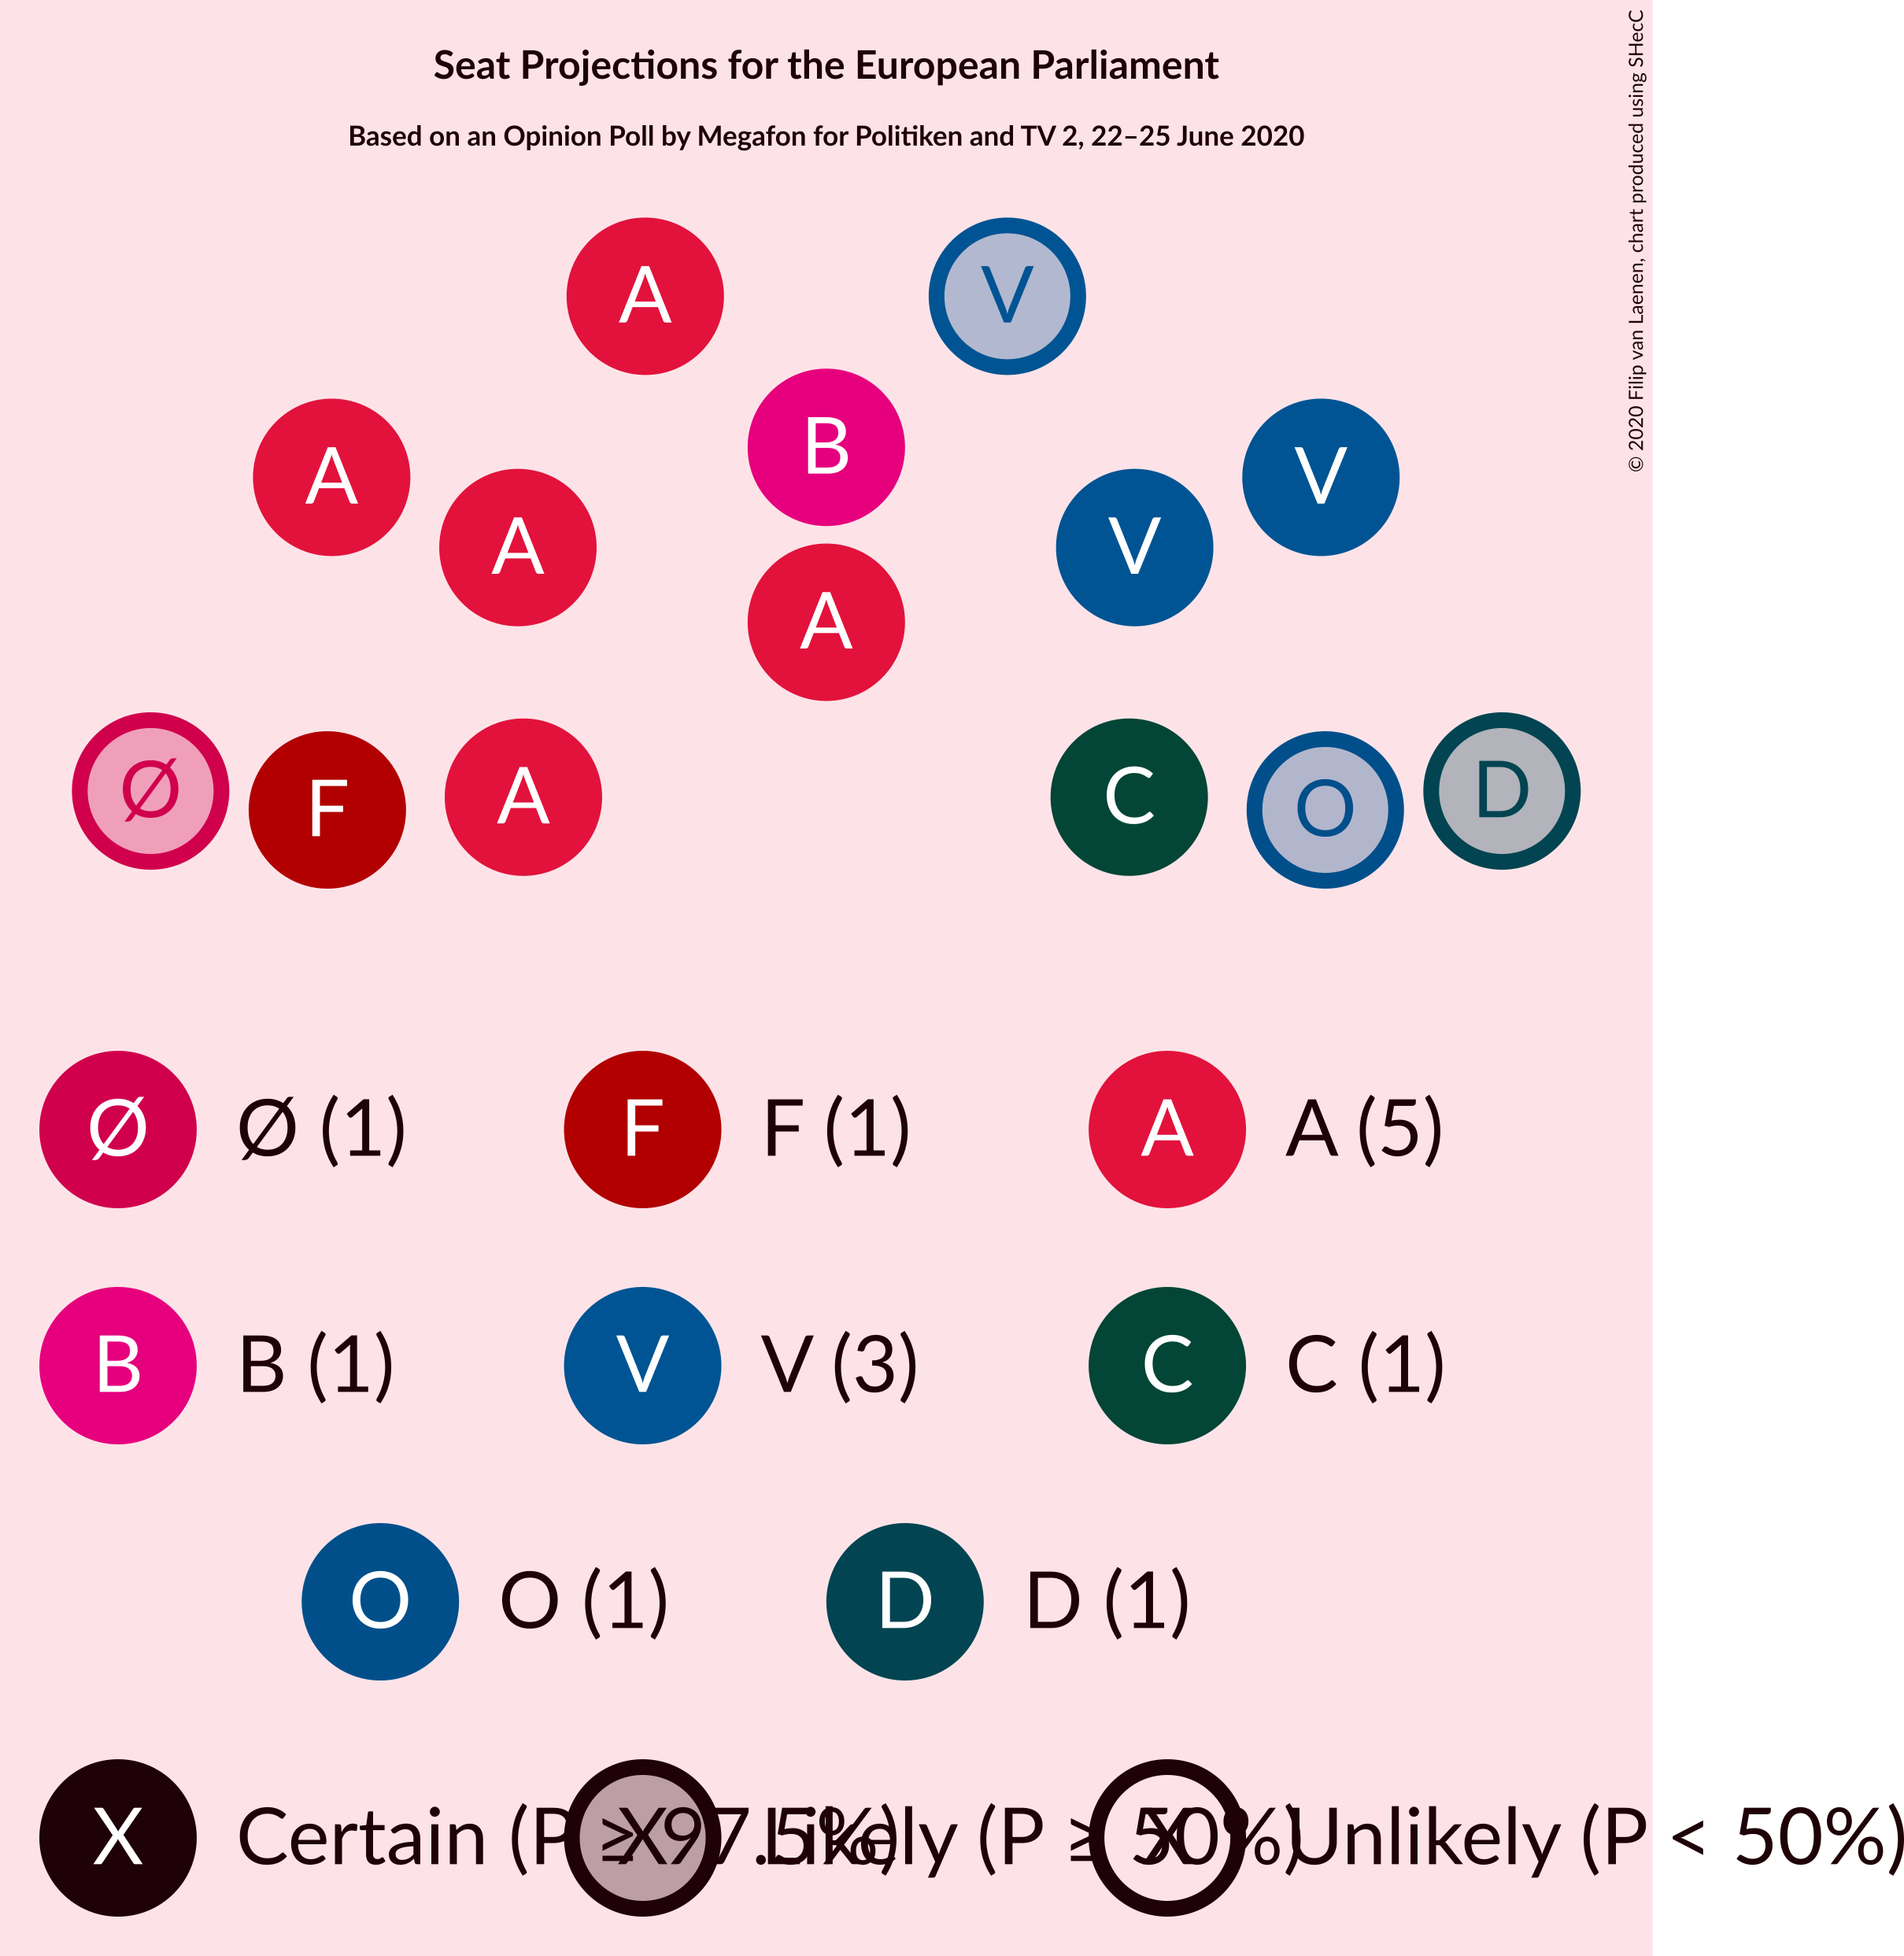 Seat Projections for the European Parliament
Based on an Opinion Poll by Megafon for Politiken and TV 2, 22–25 June 2020
© 2020 Filip van Laenen, chart produced using SHecC
A
V
B
A
V
A
V
A
Ø
F
A
C
O
D
Ø Ø (1) F F (1) A A (5)
B B (1) V V (3) C C (1)
O O (1) D D (1)
X Certain (P ≥ 97.5%) X Likely (P ≥ 50%) X Unlikely (P < 50%)